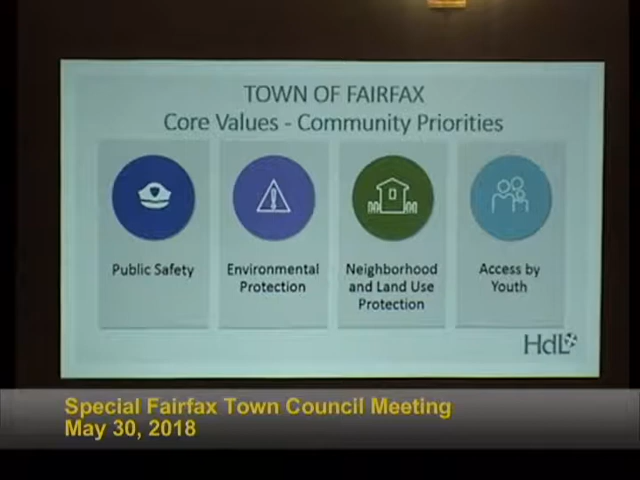 TOWN OF FAIRFAX
Core Values - Community Priorities
Public Safety
Environmental
Protection
Neighborhood
and Land Use
Protection
Access by
Youth
HdL
Special Fairfax Town Council Meeting
May 30, 2018